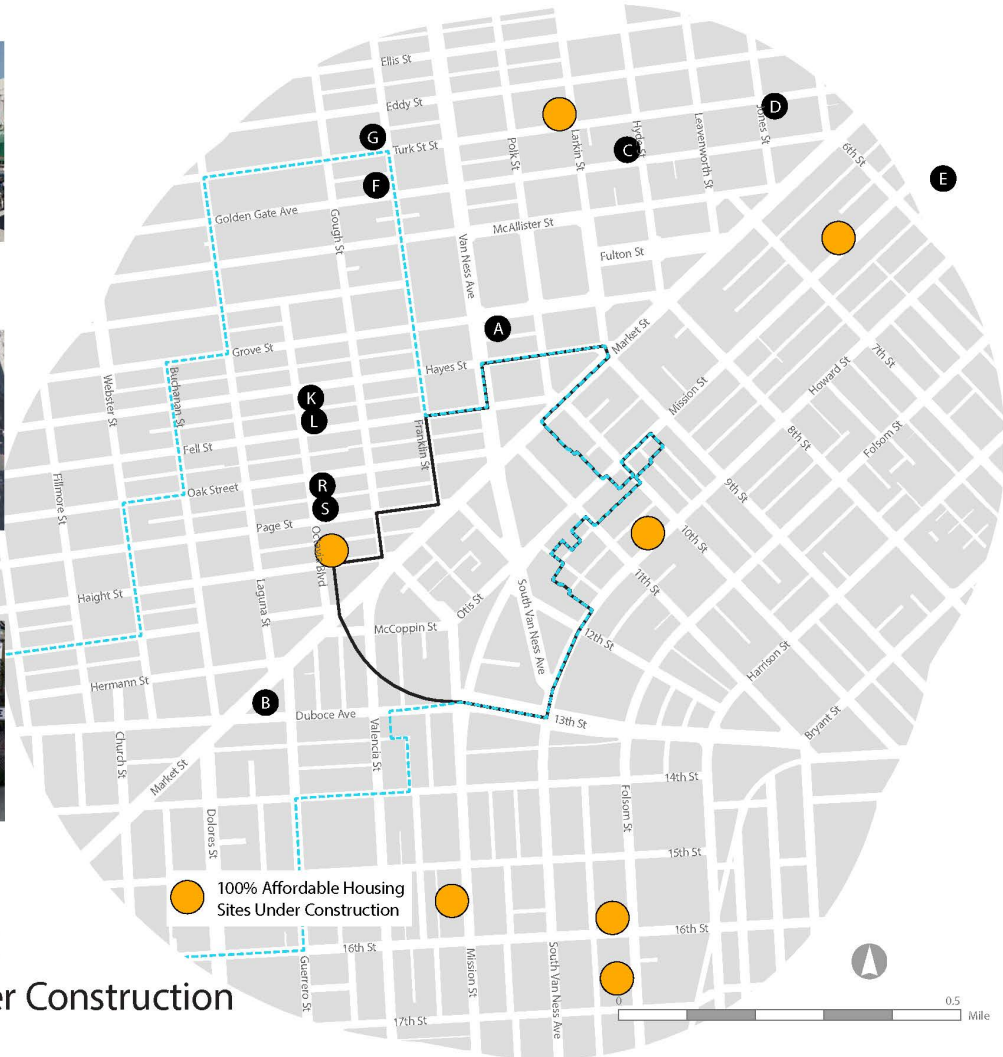 Ellis St
Eddy St
Turk St St
Polk St
Larkin St
Hyde St
Leavenworth St
Jones St
6th St
G
F
C
D
E
Golden Gate Ave
Gough St
McAllister St
Van Ness Ave
Fulton St
A
Market St
Grove St
Hayes St
Webster St
Buchanan St
K
L
Mission St
Howard St
7th St
Folsom St
8th St
Fell St
Franklin St
Fillmore St
Oak Street
R
S
9th St
Page St
Octavia Blvd
10th St
11th St
Haight St
Laguna St
Otis St
South Van Ness Ave
McCoppin St
12th St
Harrison St
Hermann St
B
Duboce Ave
13th St
Bryant St
Church St
Valencia St
Market St
14th St
Folsom St
Dolores St
15th St
100% Affordable Housing
Sites Under Construction
16th St
16th St
Guerrero St
Mission St
South Van Ness Ave
17th St
er Construction
0
0.5
Mile